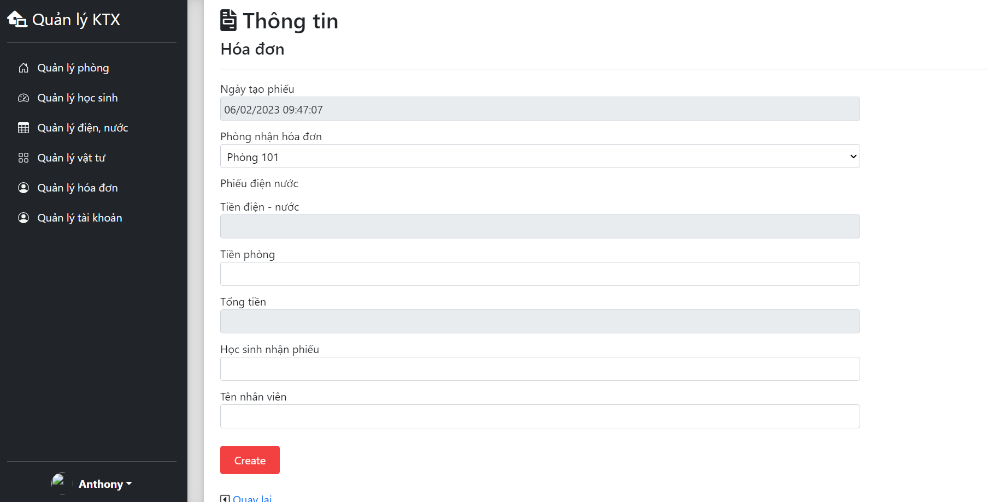 Quản lý KTX
Quản lý phòng
Quản lý học sinh
Quản lý điện, nước
Quản lý vật tư
Quản lý hóa đơn
Quản lý tài khoản
Anthony
Thông tin
Hóa đơn
Ngày tạo phiếu
06/02/2023 09:47:07
Phòng nhận hóa đơn
Phòng 101
Phiếu điện nước
Tiền điện - nước
Tiền phòng
Tổng tiền
Học sinh nhận phiếu
Tên nhân viên
Create
Quay lại